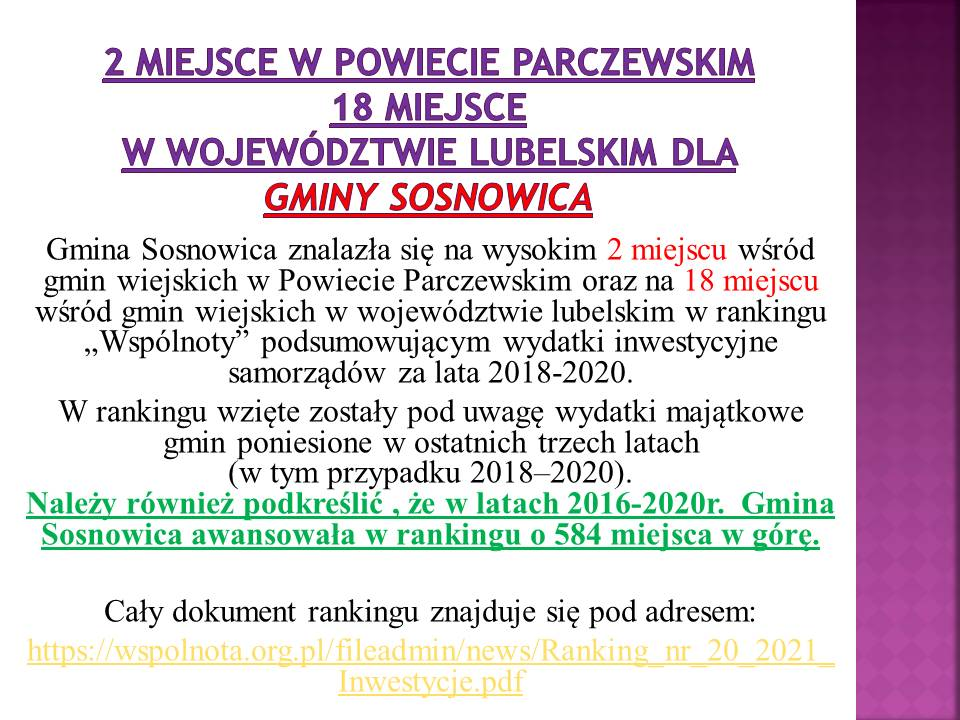 2 MIEJSCE W POWIECIE PARCZEWSKIM
18 MIEJSCE
W WOJEWÓDZTWIE LUBELSKIM DLA
GMINY SOSNOWICA
Gmina Sosnowica znalazła się na wysokim 2 miejscu wśród
gmin wiejskich w Powiecie Parczewskim oraz na 18 miejscu
wśród gmin wiejskich w województwie lubelskim w rankingu
„Wspólnoty” podsumowującym wydatki inwestycyjne
samorządów za lata 2018-2020.
W rankingu wzięte zostały pod uwagę wydatki majątkowe
gmin poniesione w ostatnich trzech latach
(w tym przypadku 2018–2020).
Należy również podkreślić , że w latach 2016-2020r. Gmina
Sosnowica awansowała w rankingu o 584 miejsca w górę.
Cały dokument rankingu znajduje się pod adresem:
https://wspolnota.org.pl/fileadmin/news/Ranking_nr_20_2021_
Inwestycje.pdf